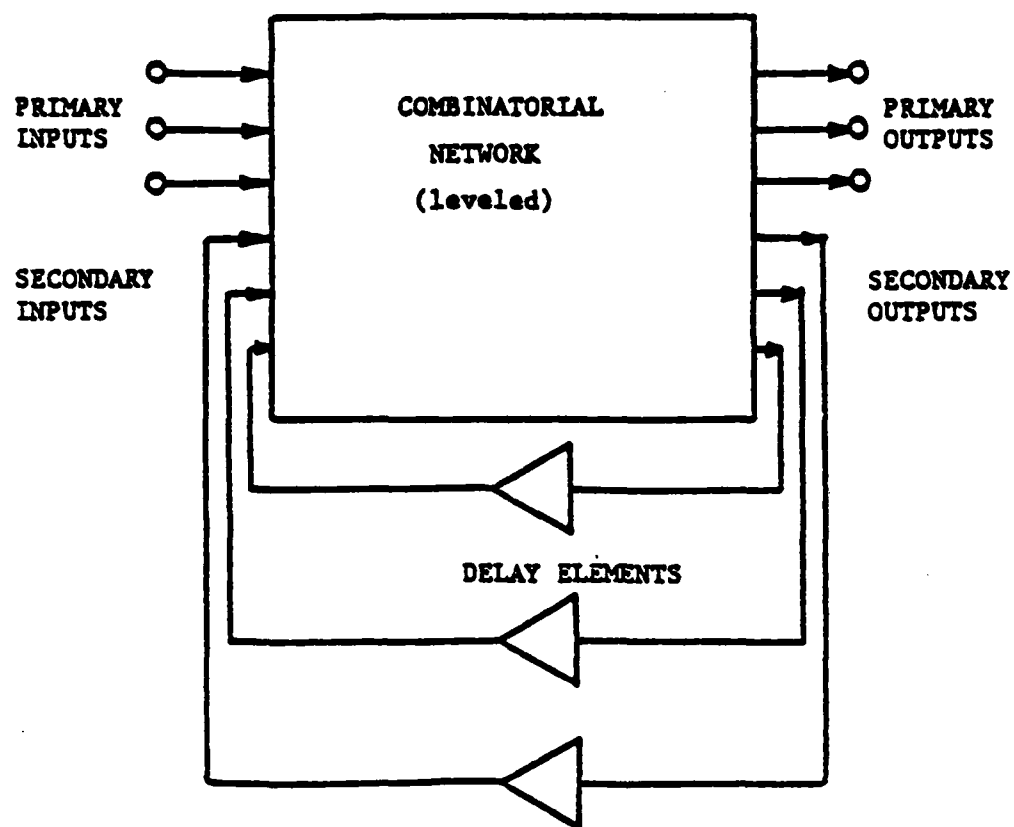 PRIMARY
INPUTS
COMBINATORIAL
NETWORK
(leveled)
PRIMARY
OUTPUTS
SECONDARY
INPUTS
SECONDARY
OUTPUTS
DELAY ELEMENTS